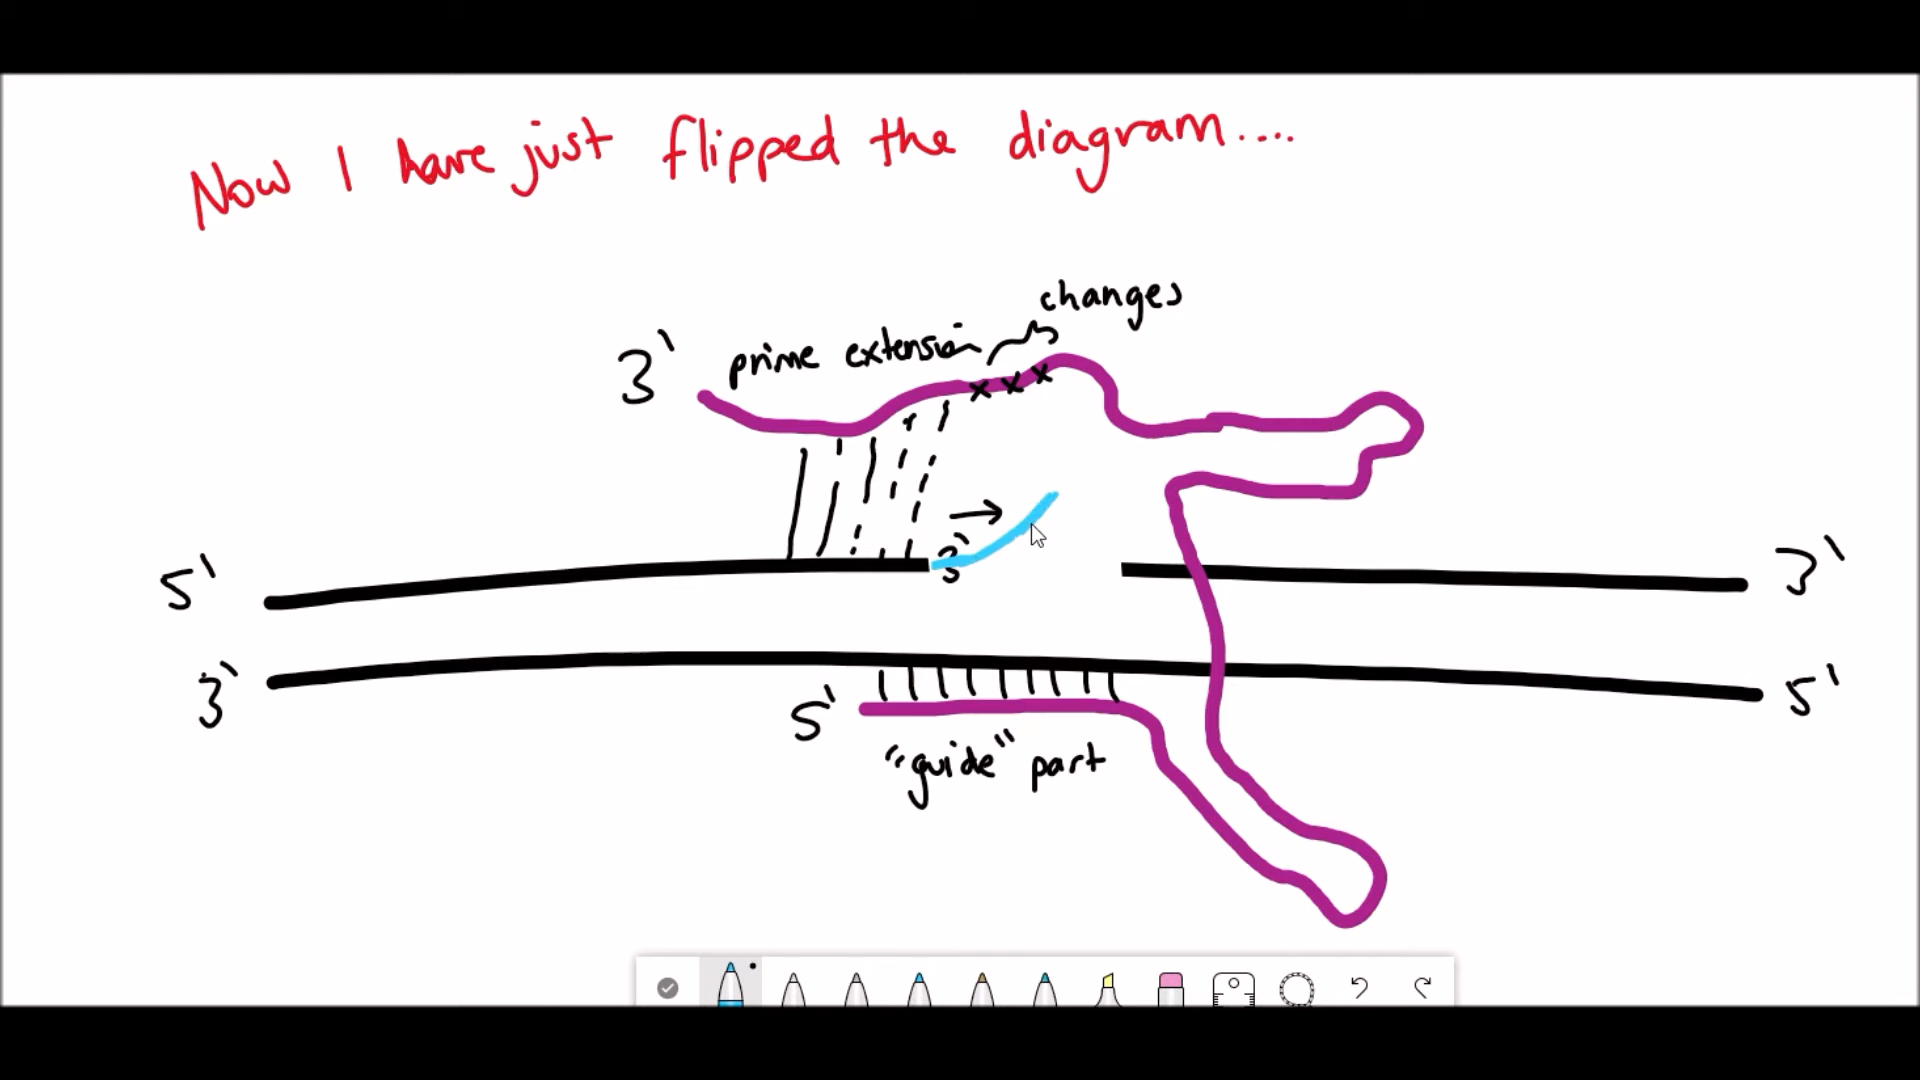 Now I have just flipped the diagram....
changes
3' prime extension
x x x
3'
5' 3'
3' 5'
5'
"guide" part